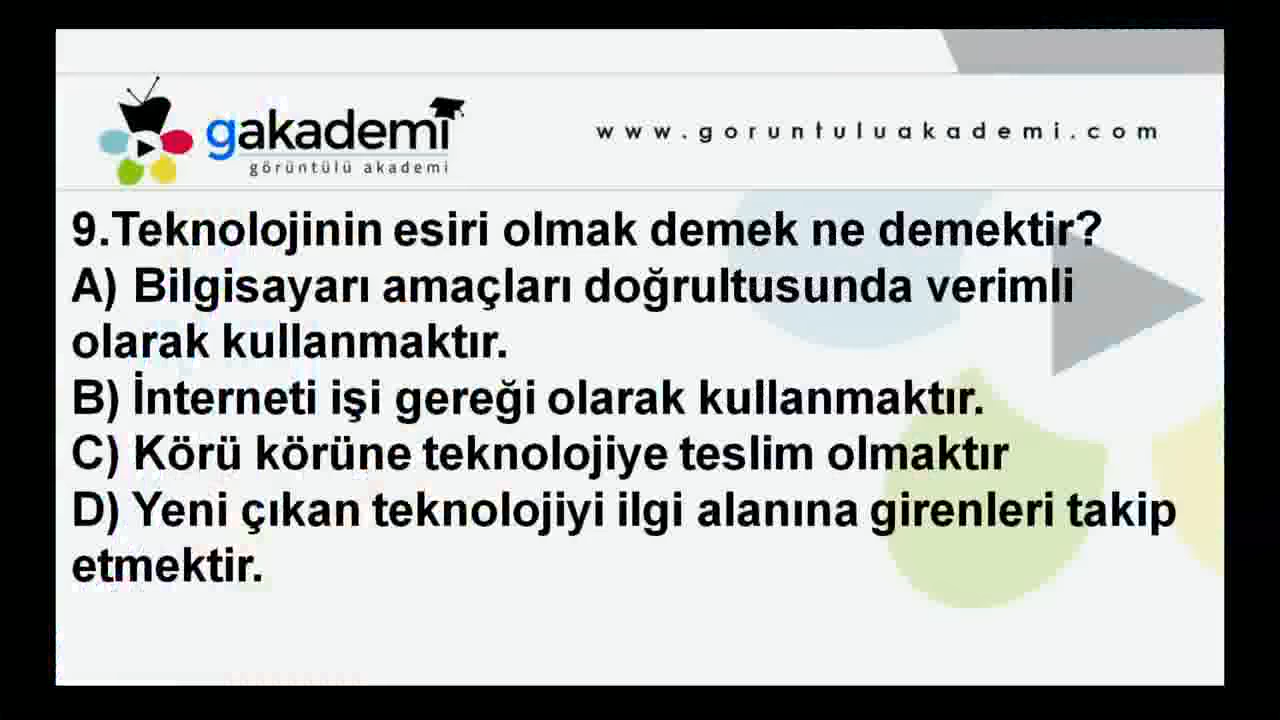 gakademi
görüntülü akademi
www.goruntuluakademi.com
9.Teknolojinin esiri olmak demek ne demektir?
A) Bilgisayarı amaçları doğrultusunda verimli
olarak kullanmaktır.
B) İnterneti işi gereği olarak kullanmaktır.
C) Körü körüne teknolojiye teslim olmaktır
D) Yeni çıkan teknolojiyi ilgi alanına girenleri takip
etmektir.